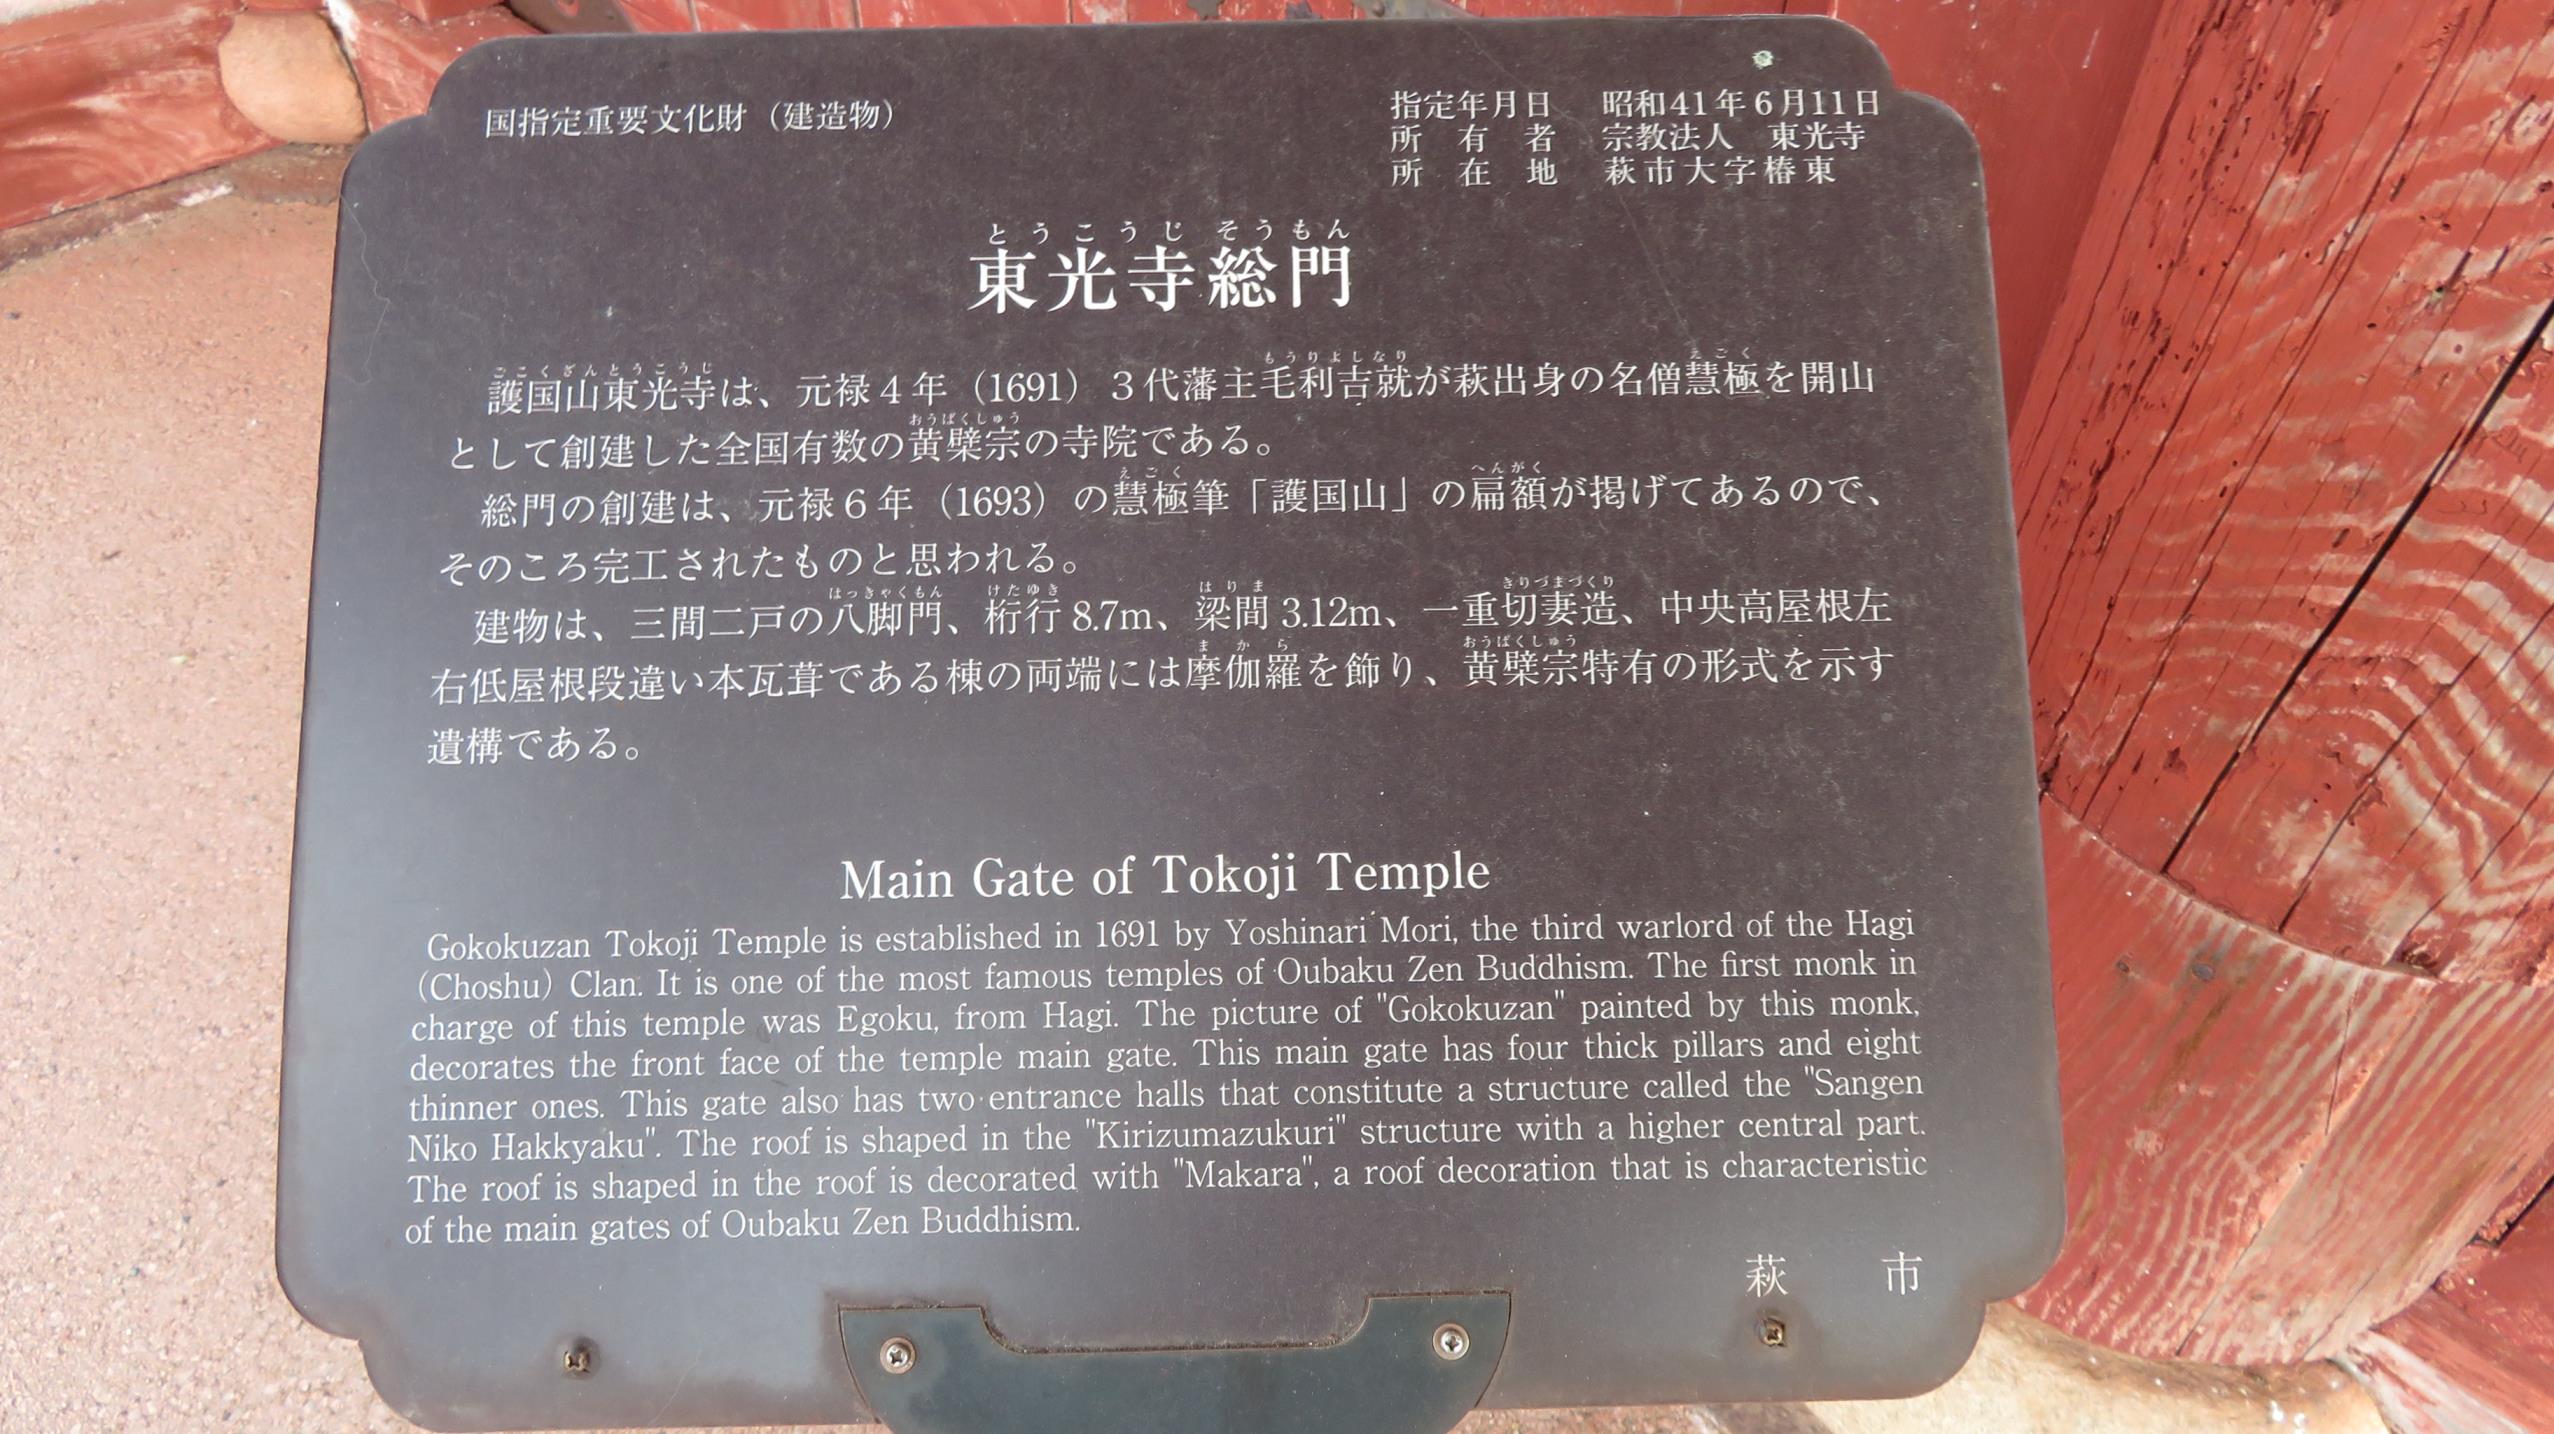 国指定重要文化財（建造物）
指定年月日　昭和41年6月11日
所有者　宗教法人　東光寺
所在地　萩市大字椿東
とうこうじ そうもん
東光寺総門
ごこくざんとうこうじ もうりよしなり えごく
護国山東光寺は、元禄４年（1691）３代藩主毛利吉就が萩出身の名僧慧極を開山
おうばくしゅう
として創建した全国有数の黄檗宗の寺院である。
えごく へんがく
総門の創建は、元禄６年（1693）の慧極筆「護国山」の扁額が掲げてあるので、
そのころ完工されたものと思われる。
はっきゃくもん けたゆき はりま きりづまづくり
建物は、三間二戸の八脚門、桁行8.7m、梁間3.12m、一重切妻造、中央高屋根左
まから おうばくしゅう
右低屋根段違い本瓦葺である棟の両端には摩伽羅を飾り、黄檗宗特有の形式を示す
遺構である。
Main Gate of Tokoji Temple
Gokokuzan Tokoji Temple is established in 1691 by Yoshinari Mori, the third warlord of the Hagi
(Choshu) Clan. It is one of the most famous temples of Oubaku Zen Buddhism. The first monk in
charge of this temple was Egoku, from Hagi. The picture of "Gokokuzan" painted by this monk,
decorates the front face of the temple main gate. This main gate has four thick pillars and eight
thinner ones. This gate also has two entrance halls that constitute a structure called the "Sangen
Niko Hakkyaku". The roof is shaped in the "Kirizumazukuri" structure with a higher central part.
The roof is shaped in the roof is decorated with "Makara", a roof decoration that is characteristic
of the main gates of Oubaku Zen Buddhism.
萩　市